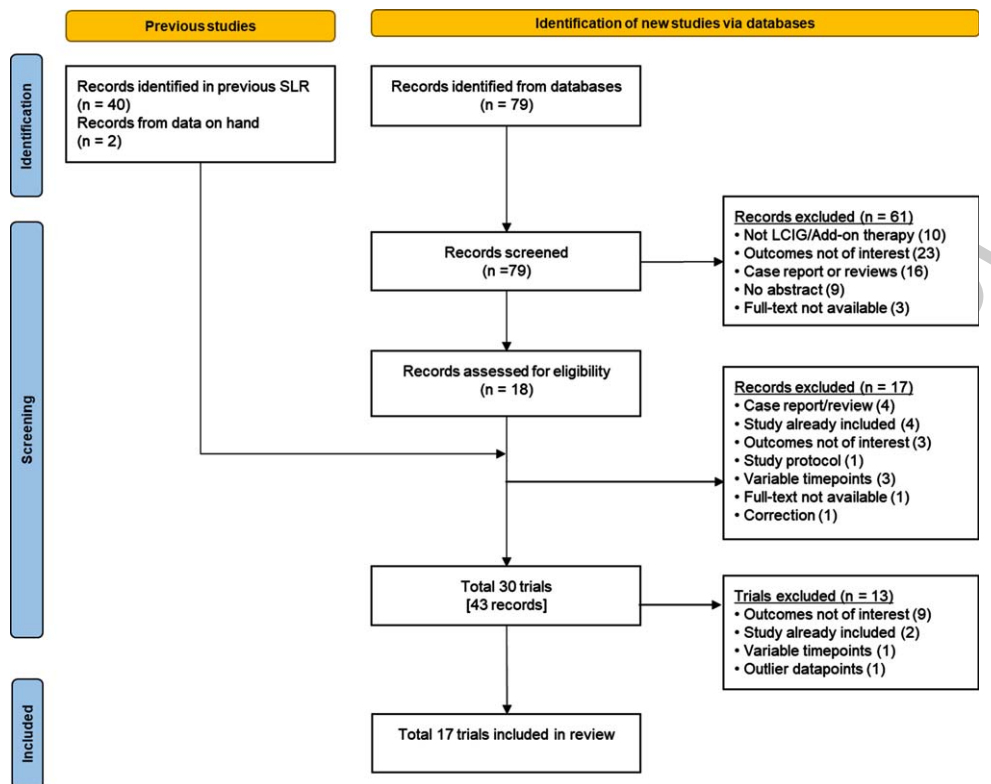 Previous studies
Identification of new studies via databases
Identification
Records identified in previous SLR
(n = 40)
Records from data on hand
(n = 2)
Records identified from databases
(n = 79)
Screening
Records screened
(n =79)
Records excluded (n = 61)
• Not LCIG/Add-on therapy (10)
• Outcomes not of interest (23)
• Case report or reviews (16)
• No abstract (9)
• Full-text not available (3)
Records assessed for eligibility
(n = 18)
Records excluded (n = 17)
• Case report/review (4)
• Study already included (4)
• Outcomes not of interest (3)
• Study protocol (1)
• Variable timepoints (3)
• Full-text not available (1)
• Correction (1)
Total 30 trials
[43 records]
Trials excluded (n = 13)
• Outcomes not of interest (9)
• Study already included (2)
• Variable timepoints (1)
• Outlier datapoints (1)
Included
Total 17 trials included in review